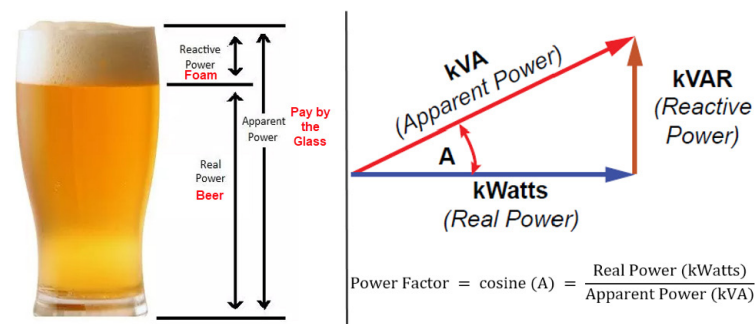 Reactive
Power
Foam
Real
Power
Beer
Apparent
Power
Pay by
the
Glass
kVA
(Apparent Power)
A
kWatts
(Real Power)
kVAR
(Reactive
Power)
Power Factor = cosine (A) = Real Power (kWatts)
Apparent Power (kVA)